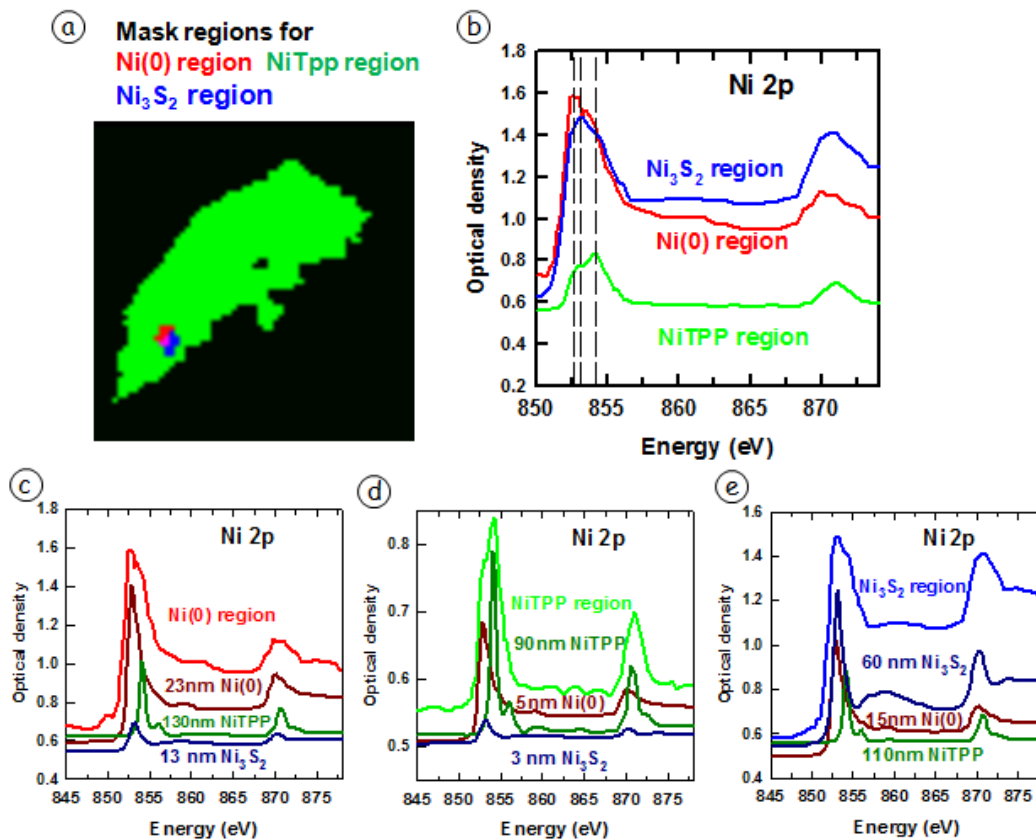 a
Mask regions for
Ni(0) region NiTpp region
Ni₃S₂ region
b
1.8
1.6
1.4
1.2
1.0
0.8
0.6
0.4
0.2
Optical density
Ni 2p
Ni₃S₂ region
Ni(0) region
NiTPP region
850 855 860 865 870
Energy (eV)
c
1.8
1.6
1.4
1.2
1.0
0.8
0.6
0.4
Optical density
Ni 2p
Ni(0) region
23nm Ni(0)
130nm NiTPP
13 nm Ni₃S₂
845 850 855 860 865 870 875
Energy (eV)
d
0.8
0.7
0.6
0.5
Optical density
Ni 2p
NiTPP region
90nm NiTPP
5nm Ni(0)
3 nm Ni₃S₂
845 850 855 860 865 870 875
Energy (eV)
e
1.6
1.4
1.2
1.0
0.8
0.6
0.4
Optical density
Ni 2p
Ni₃S₂ region
60 nm Ni₃S₂
15nm Ni(0)
110nm NiTPP
845 850 855 860 865 870 875
Energy (eV)